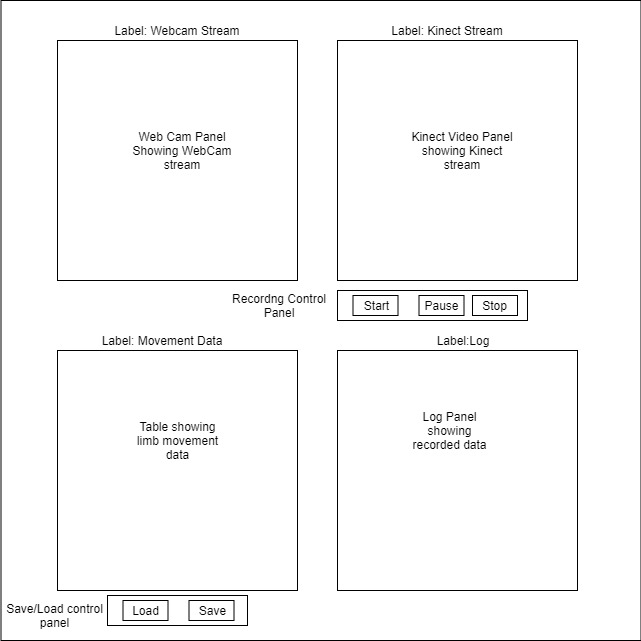 Label: Webcam Stream
Label: Kinect Stream
Web Cam Panel
Showing WebCam
stream
Kinect Video Panel
showing Kinect
stream
Recordng Control
Panel
Start
Pause
Stop
Label: Movement Data
Label:Log
Table showing
limb movement
data
Log Panel
showing
recorded data
Save/Load control
panel
Load
Save